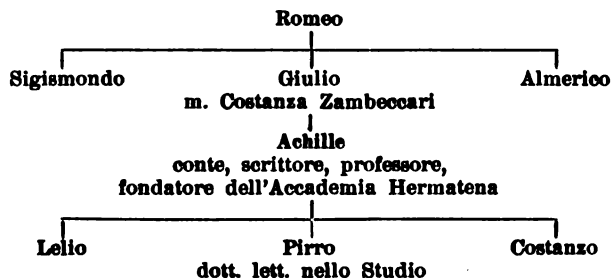 Romeo
Sigismondo Giulio Almerico
m. Costanza Zambeccari
Achille
conte, scrittore, professore,
fondatore dell'Accademia Hermatena
Lelio Pirro Costanzo
dott. lett. nello Studio